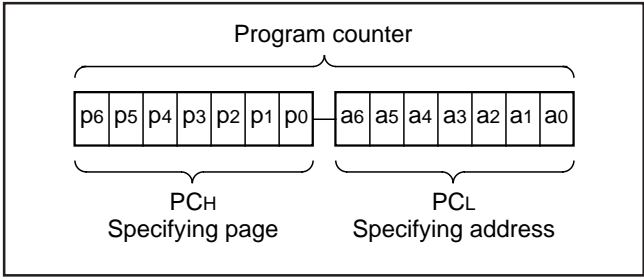 Program counter
p6 p5 p4 p3 p2 p1 p0 a6 a5 a4 a3 a2 a1 a0
PCH PCL
Specifying page Specifying address